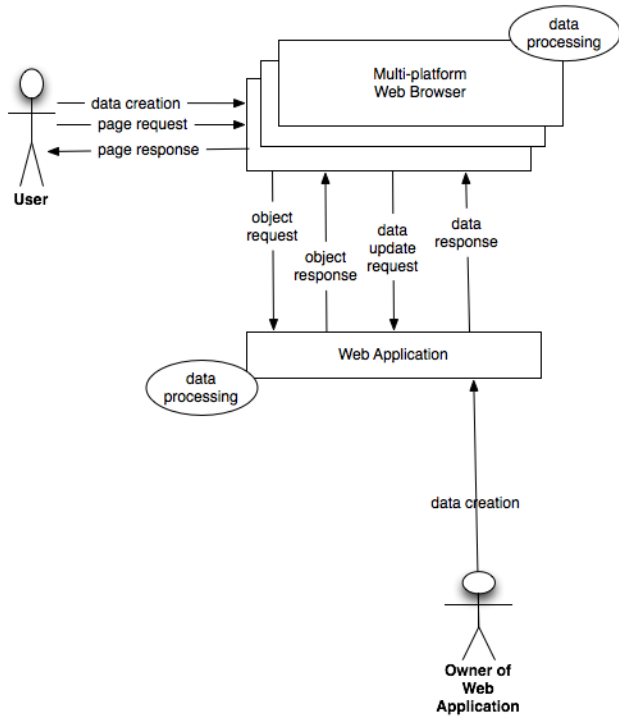 data
processing
Multi-platform
Web Browser
data creation
page request
page response
User
object
request
object
response
data
update
request
data
response
Web Application
data
processing
data creation
Owner of
Web
Application